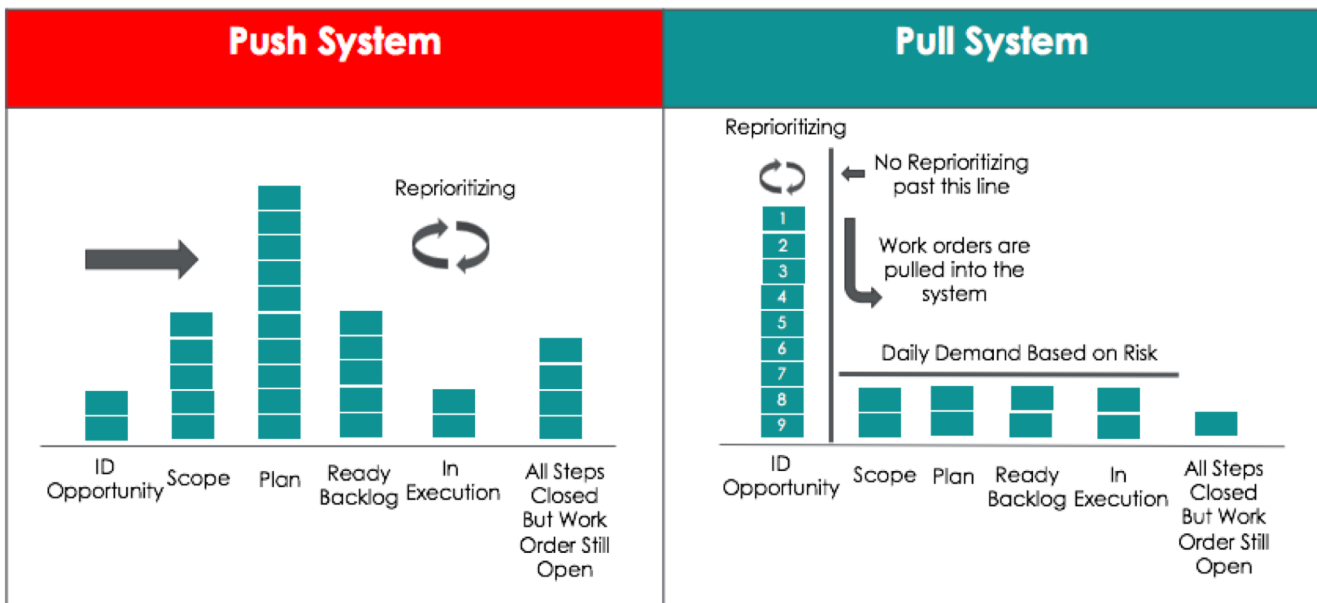 Push System
Reprioritizing
ID
Opportunity
Scope
Plan
Ready
Backlog
In
Execution
All Steps
Closed
But Work
Order Still
Open
Pull System
Reprioritizing
No Reprioritizing
past this line
1
2
3
4
5
6
7
8
9
Work orders are
pulled into the
system
Daily Demand Based on Risk
ID
Opportunity
Scope
Plan
Ready
Backlog
In
Execution
All Steps
Closed
But Work
Order Still
Open